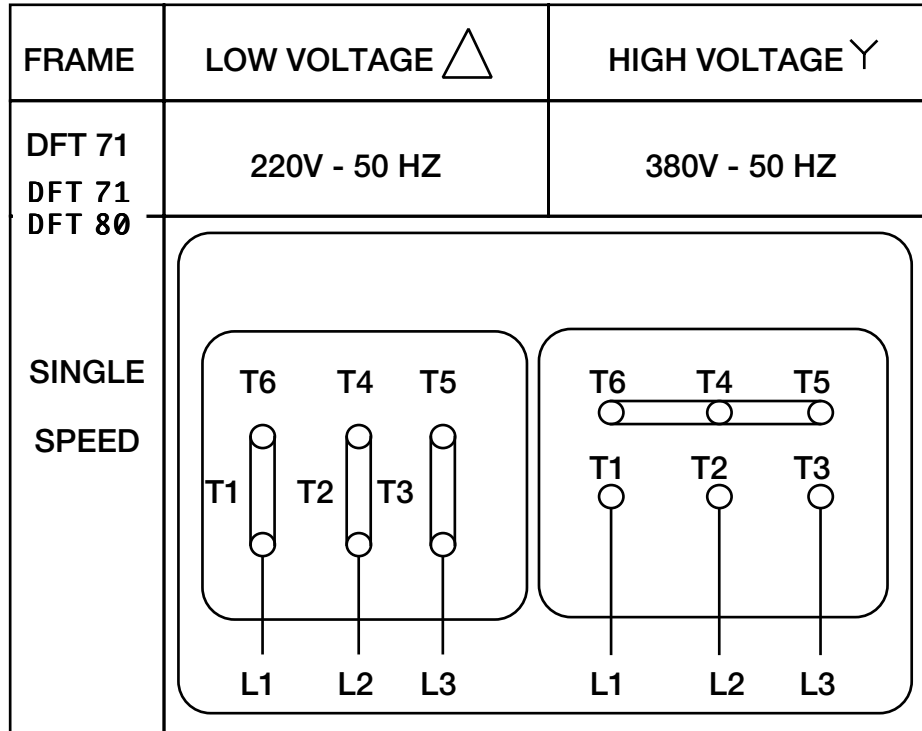 FRAME
LOW VOLTAGE
HIGH VOLTAGE
DFT 71
DFT 71
DFT 80
220V - 50 HZ
380V - 50 HZ
SINGLE
SPEED
T6 T4 T5
T1 T2 T3
L1 L2 L3
T6 T4 T5
T1 T2 T3
L1 L2 L3